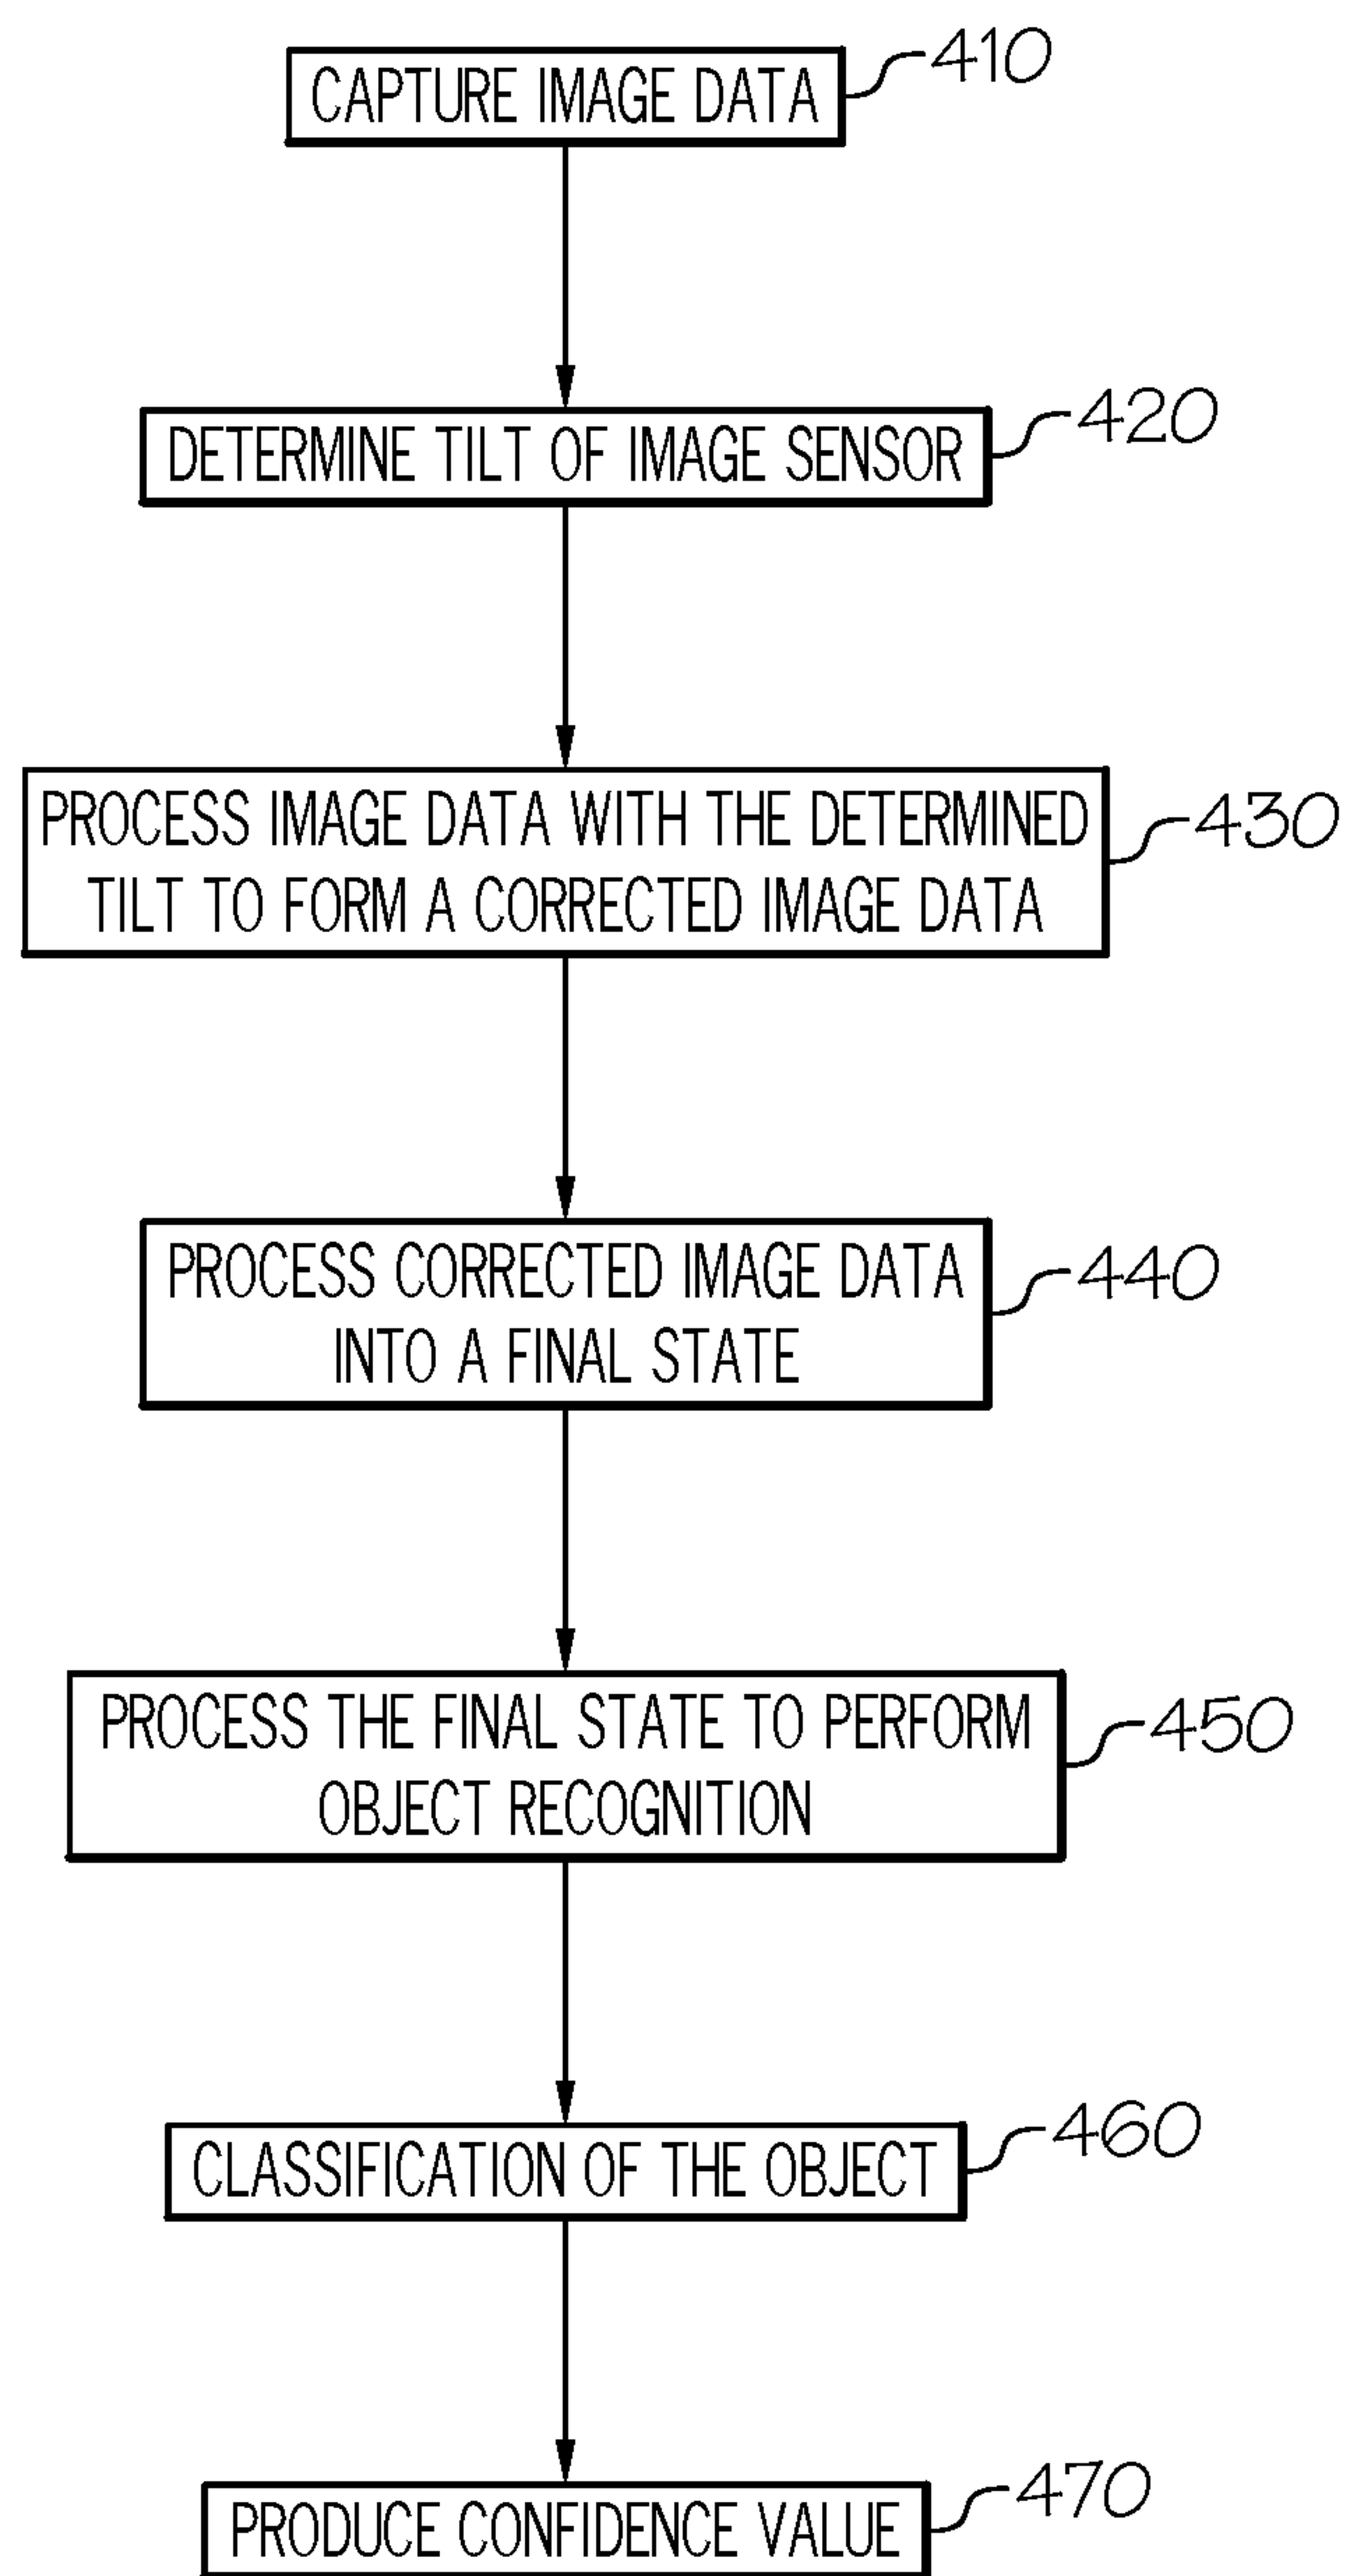 CAPTURE IMAGE DATA
410
DETERMINE TILT OF IMAGE SENSOR
420
PROCESS IMAGE DATA WITH THE DETERMINED
TILT TO FORM A CORRECTED IMAGE DATA
430
PROCESS CORRECTED IMAGE DATA
INTO A FINAL STATE
440
PROCESS THE FINAL STATE TO PERFORM
OBJECT RECOGNITION
450
CLASSIFICATION OF THE OBJECT
460
PRODUCE CONFIDENCE VALUE
470